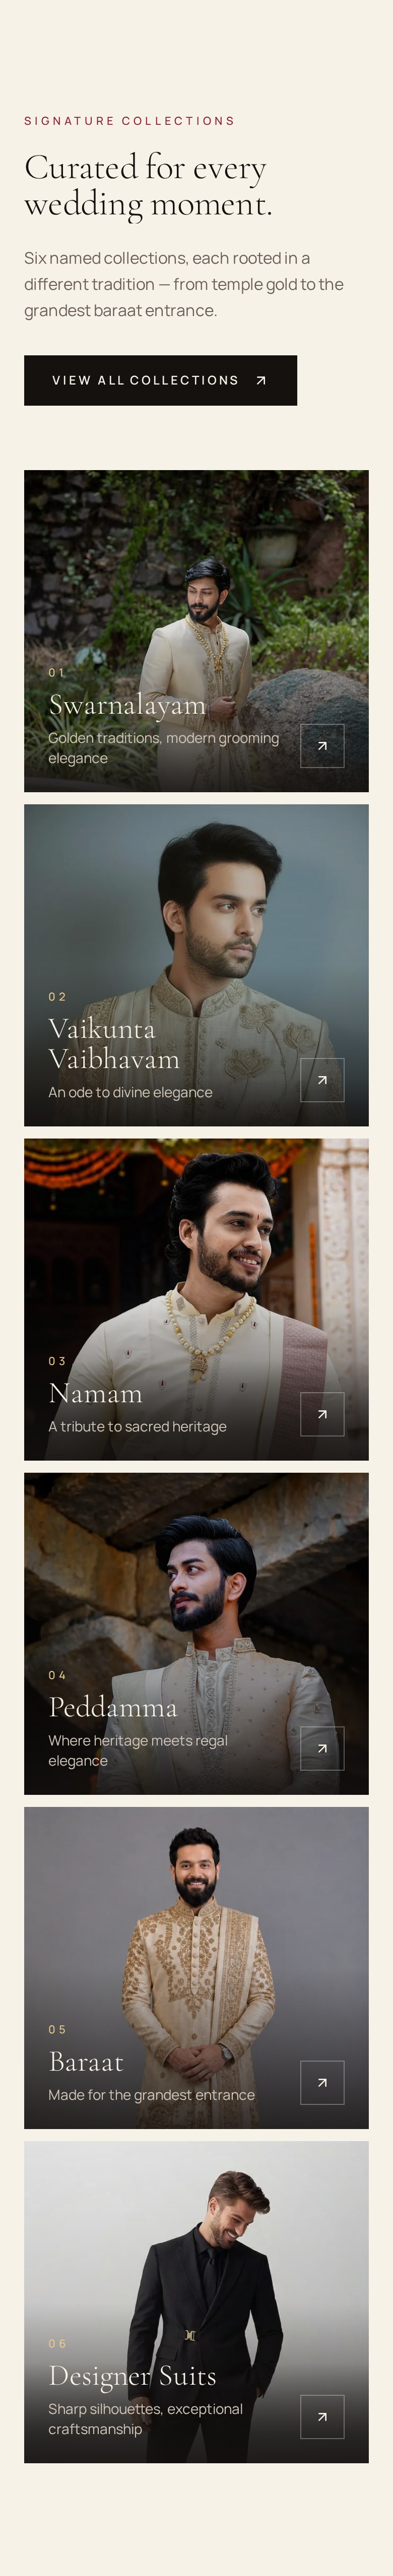 SIGNATURE COLLECTIONS
Curated for every
wedding moment.
Six named collections, each rooted in a
different tradition — from temple gold to the
grandest baraat entrance.
VIEW ALL COLLECTIONS
01
Swarnalayam
Golden traditions, modern grooming
elegance
02
Vaikunta
Vaibhavam
An ode to divine elegance
03
Namam
A tribute to sacred heritage
04
Peddamma
Where heritage meets regal
elegance
05
Baraat
Made for the grandest entrance
06
Designer Suits
Sharp silhouettes, exceptional
craftsmanship